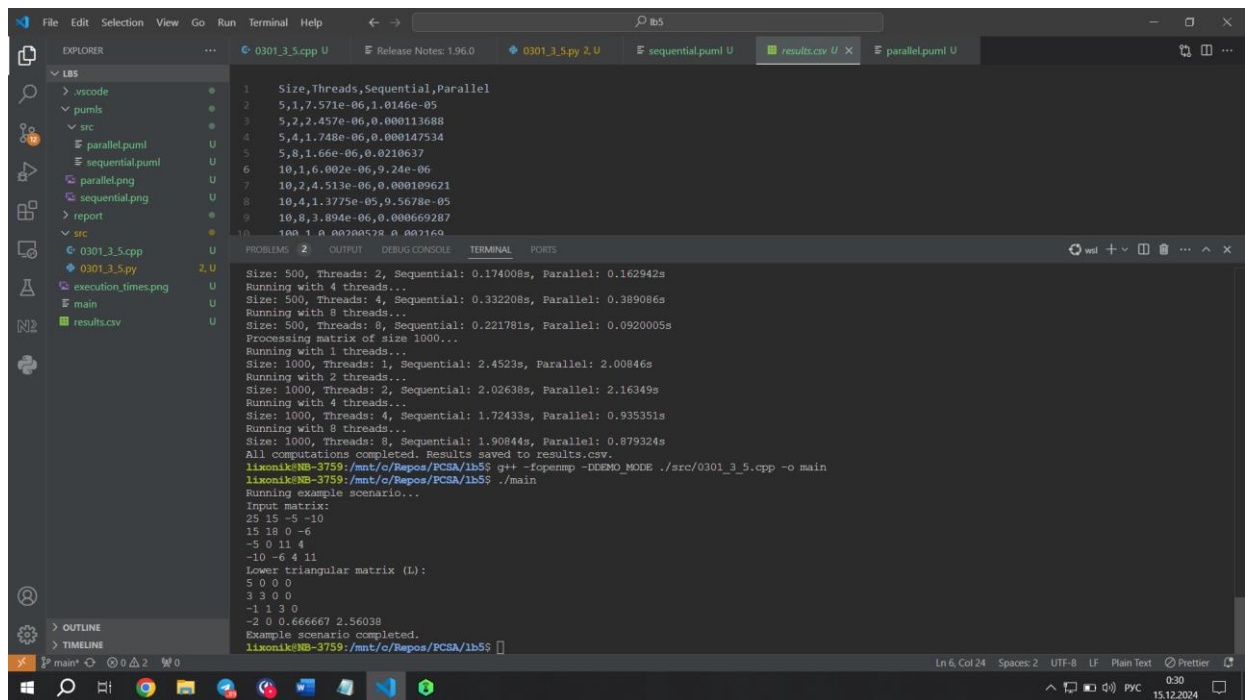 File Edit Selection View Go Run Terminal Help
lb5
EXPLORER
0301_3_5.cpp U
Release Notes: 1.96.0
0301_3_5.py 2, U
sequential.puml U
results.csv U
parallel.puml U
LB5
.vscode
pumls
src
parallel.puml U
sequential.puml U
parallel.png U
sequential.png U
report
src
0301_3_5.cpp U
0301_3_5.py 2, U
execution_times.png U
main U
results.csv U
12
1 Size,Threads,Sequential,Parallel
2 5,1,7.571e-06,1.0146e-05
3 5,2,2.457e-06,0.000113688
4 5,4,1.748e-06,0.000147534
5 5,8,1.66e-06,0.0210637
6 10,1,6.002e-06,9.24e-06
7 10,2,4.513e-06,0.000109621
8 10,4,1.3775e-05,9.5678e-05
9 10,8,3.894e-06,0.000669287
10 100,1,0.00200528,0.002169
PROBLEMS 2 OUTPUT DEBUG CONSOLE TERMINAL PORTS
wsl
Size: 500, Threads: 2, Sequential: 0.174008s, Parallel: 0.162942s
Running with 4 threads...
Size: 500, Threads: 4, Sequential: 0.332208s, Parallel: 0.389086s
Running with 8 threads...
Size: 500, Threads: 8, Sequential: 0.221781s, Parallel: 0.0920005s
Processing matrix of size 1000...
Running with 1 threads...
Size: 1000, Threads: 1, Sequential: 2.4523s, Parallel: 2.00846s
Running with 2 threads...
Size: 1000, Threads: 2, Sequential: 2.02638s, Parallel: 2.16349s
Running with 4 threads...
Size: 1000, Threads: 4, Sequential: 1.72433s, Parallel: 0.935351s
Running with 8 threads...
Size: 1000, Threads: 8, Sequential: 1.90844s, Parallel: 0.879324s
All computations completed. Results saved to results.csv.
lixonik@NB-3759:/mnt/c/Repos/PCSA/lb5$ g++ -fopenmp -DDEMO_MODE ./src/0301_3_5.cpp -o main
lixonik@NB-3759:/mnt/c/Repos/PCSA/lb5$ ./main
Running example scenario...
Input matrix:
25 15 -5 -10
15 18 0 -6
-5 0 11 4
-10 -6 4 11
Lower triangular matrix (L):
5 0 0 0
3 3 0 0
-1 1 3 0
-2 0 0.666667 2.56038
Example scenario completed.
lixonik@NB-3759:/mnt/c/Repos/PCSA/lb5$
OUTLINE
TIMELINE
main* 0 2 0
Ln 6, Col 24 Spaces: 2 UTF-8 LF Plain Text Prettier
РУС
0:30
15.12.2024